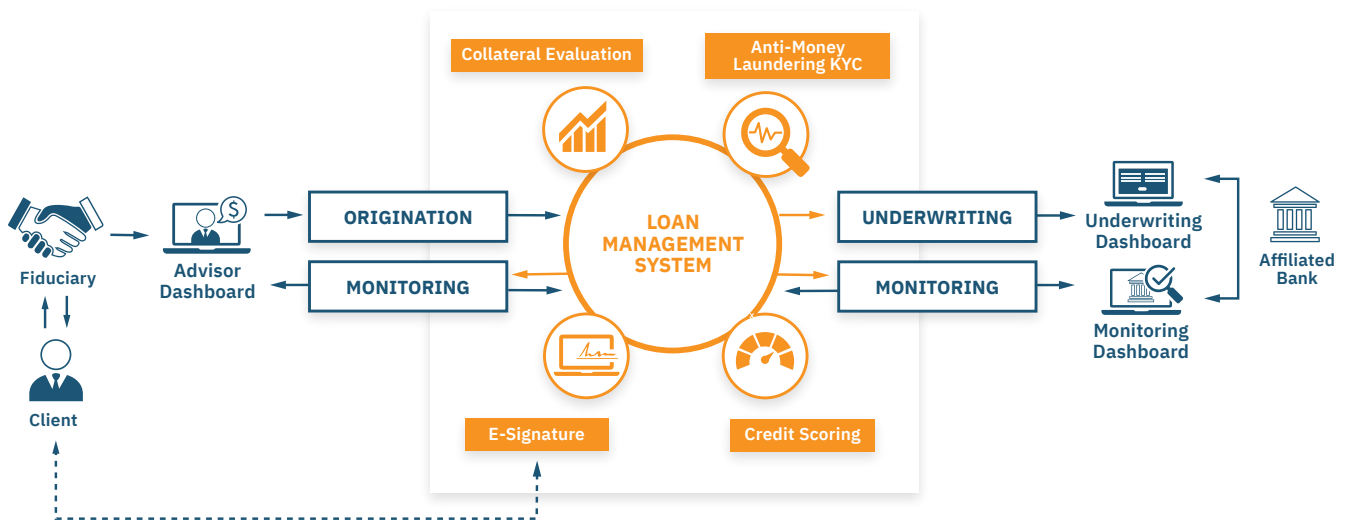 Collateral Evaluation
Anti-Money
Laundering KYC
ORIGINATION
MONITORING
LOAN
MANAGEMENT
SYSTEM
UNDERWRITING
MONITORING
$
Fiduciary
Advisor
Dashboard
Client
Underwriting
Dashboard
Monitoring
Dashboard
Affiliated
Bank
E-Signature
Credit Scoring